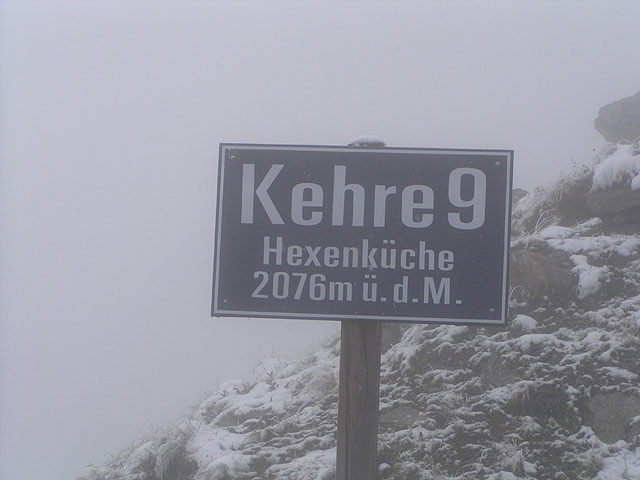 Kehre 9
Hexenküche
2076m ü.d.M.